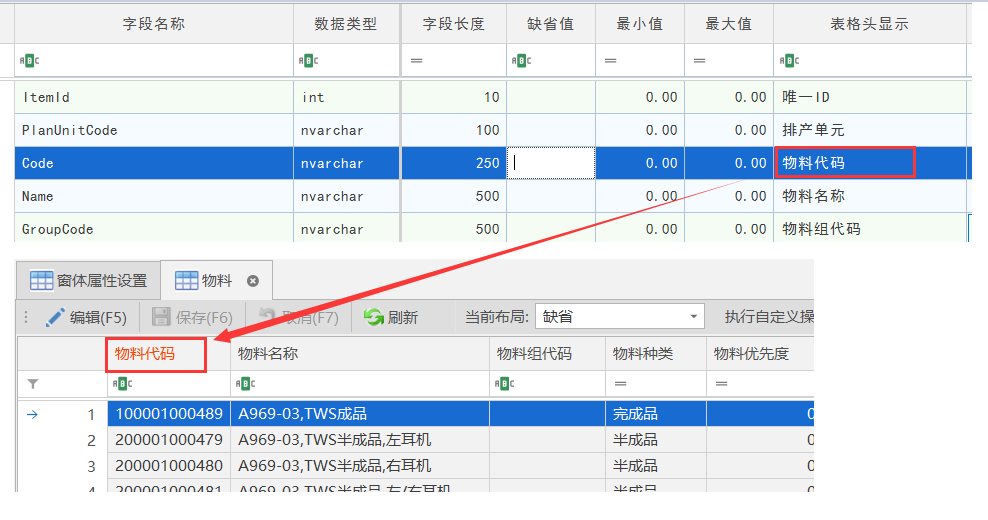 字段名称 数据类型 字段长度 缺省值 最小值 最大值 表格头显示
ABC ABC = ABC = = ABC
ItemId int 10 0.00 0.00 唯一ID
PlanUnitCode nvarchar 100 0.00 0.00 排产单元
Code nvarchar 250 0.00 0.00 物料代码
Name nvarchar 500 0.00 0.00 物料名称
GroupCode nvarchar 500 0.00 0.00 物料组代码
窗体属性设置 物料
编辑(F5) 保存(F6) 取消(F7) 刷新 当前布局: 缺省 执行自定义操
物料代码 物料名称 物料组代码 物料种类 物料优先度
ABC ABC ABC = =
1 100001000489 A969-03,TWS成品 完成品 0
2 200001000479 A969-03,TWS半成品,左耳机 半成品 0
3 200001000480 A969-03,TWS半成品,右耳机 半成品 0
4 200001000481 A969-03,TWS半成品,左/右耳机 半成品 0